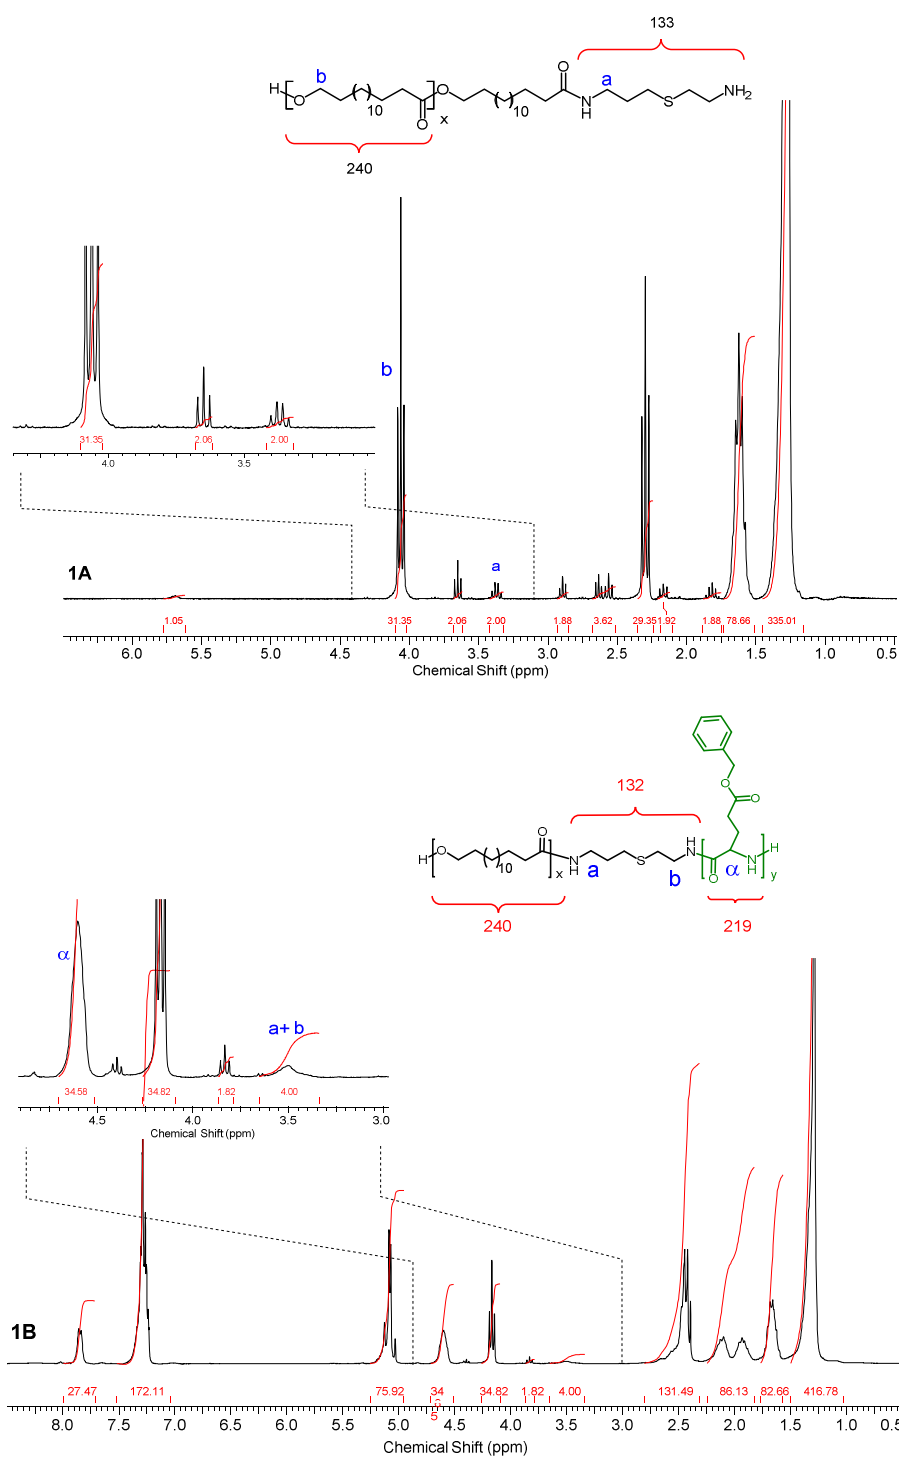 133
b
a
H
O
10
O
x
O
10
O
N
H
S
NH2
240
b
31.35
2.06
2.00
4.0
3.5
1A
a
1.05
31.35
2.06
2.00
1.88
3.62
29.35
1.92
1.88
78.66
335.01
6.0
5.5
5.0
4.5
4.0
3.5
3.0
2.5
2.0
1.5
1.0
0.5
Chemical Shift (ppm)
132
O
O
H
O
10
O
x
N
H
a
S
b
NH
O
α
N
H
H
y
240
219
α
a+ b
34.58
34.82
1.82
4.00
4.5
4.0
3.5
3.0
Chemical Shift (ppm)
1B
27.47
172.11
75.92
34
5
34.82
1.82
4.00
131.49
86.13
82.66
416.78
8.0
7.5
7.0
6.5
6.0
5.5
5.0
4.5
4.0
3.5
3.0
2.5
2.0
1.5
1.0
0.5
Chemical Shift (ppm)